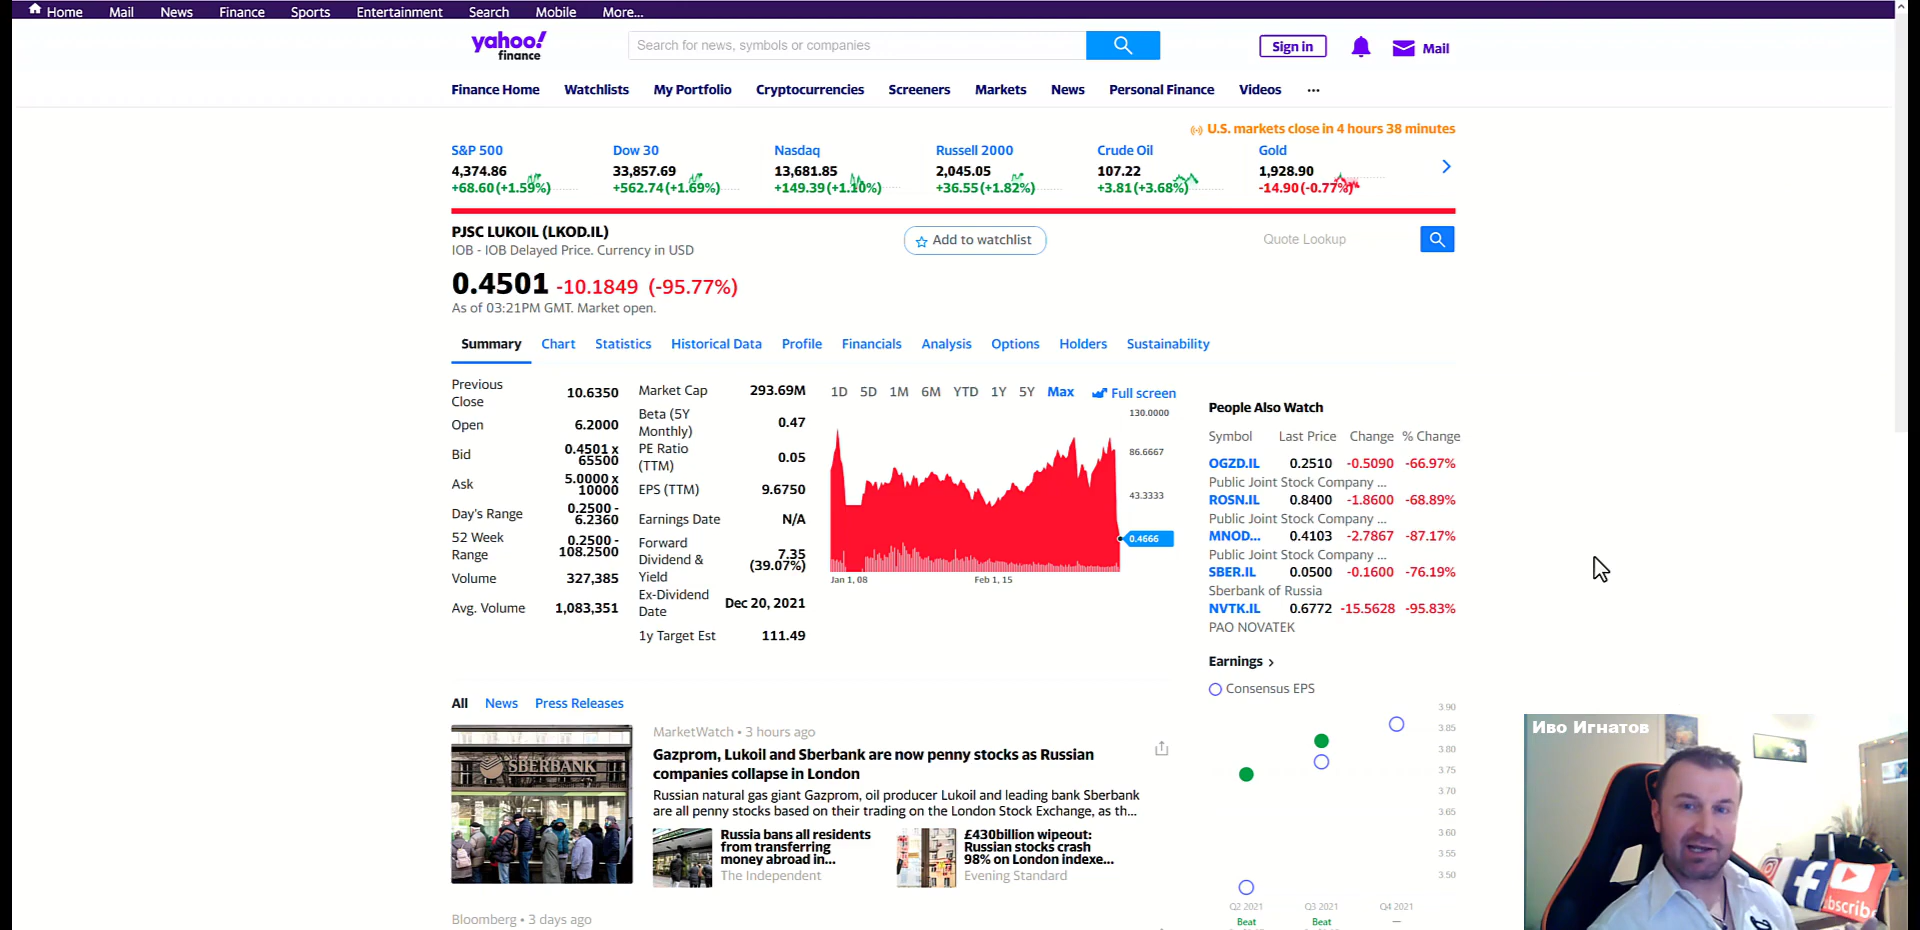 Home Mail News Finance Sports Entertainment Search Mobile More...
yahoo!
finance
Search for news, symbols or companies
Sign in
Mail
Finance Home Watchlists My Portfolio Cryptocurrencies Screeners Markets News Personal Finance Videos ...
U.S. markets close in 4 hours 38 minutes
S&P 500
4,374.86
+68.60(+1.59%)
Dow 30
33,857.69
+562.74(+1.69%)
Nasdaq
13,681.85
+149.39(+1.10%)
Russell 2000
2,045.05
+36.55(+1.82%)
Crude Oil
107.22
+3.81(+3.68%)
Gold
1,928.90
-14.90(-0.77%)
PJSC LUKOIL (LKOD.IL)
IOB - IOB Delayed Price. Currency in USD
Add to watchlist
Quote Lookup
0.4501 -10.1849 (-95.77%)
As of 03:21PM GMT. Market open.
Summary Chart Statistics Historical Data Profile Financials Analysis Options Holders Sustainability
Previous
Close
10.6350
Open 6.2000
Bid
0.4501 x
65500
Ask
5.0000 x
10000
Day's Range
0.2500 -
6.2360
52 Week
Range
0.2500 -
108.2500
Volume 327,385
Avg. Volume 1,083,351
Market Cap 293.69M
Beta (5Y
Monthly)
0.47
PE Ratio
(TTM)
0.05
EPS (TTM) 9.6750
Earnings Date N/A
Forward
Dividend &
Yield
7.35
(39.07%)
Ex-Dividend
Date
Dec 20, 2021
1y Target Est 111.49
1D 5D 1M 6M YTD 1Y 5Y Max Full screen
130.0000
86.6667
43.3333
0.4666
Jan 1, 08 Feb 1, 15
People Also Watch
Symbol Last Price Change % Change
OGZD.IL 0.2510 -0.5090 -66.97%
Public Joint Stock Company ...
ROSN.IL 0.8400 -1.8600 -68.89%
Public Joint Stock Company ...
MNOD... 0.4103 -2.7867 -87.17%
Public Joint Stock Company ...
SBER.IL 0.0500 -0.1600 -76.19%
Sberbank of Russia
NVTK.IL 0.6772 -15.5628 -95.83%
PAO NOVATEK
Earnings
Consensus EPS
3.90
3.85
3.80
3.75
3.70
3.65
3.60
3.55
3.50
Q2 2021 Q3 2021 Q4 2021
Beat Beat —
All News Press Releases
SBERBANK
MarketWatch • 3 hours ago
Gazprom, Lukoil and Sberbank are now penny stocks as Russian
companies collapse in London
Russian natural gas giant Gazprom, oil producer Lukoil and leading bank Sberbank
are all penny stocks based on their trading on the London Stock Exchange, as th...
Russia bans all residents
from transferring
money abroad in...
The Independent
£430billion wipeout:
Russian stocks crash
98% on London indexe...
Evening Standard
Bloomberg • 3 days ago
Иво Игнатов